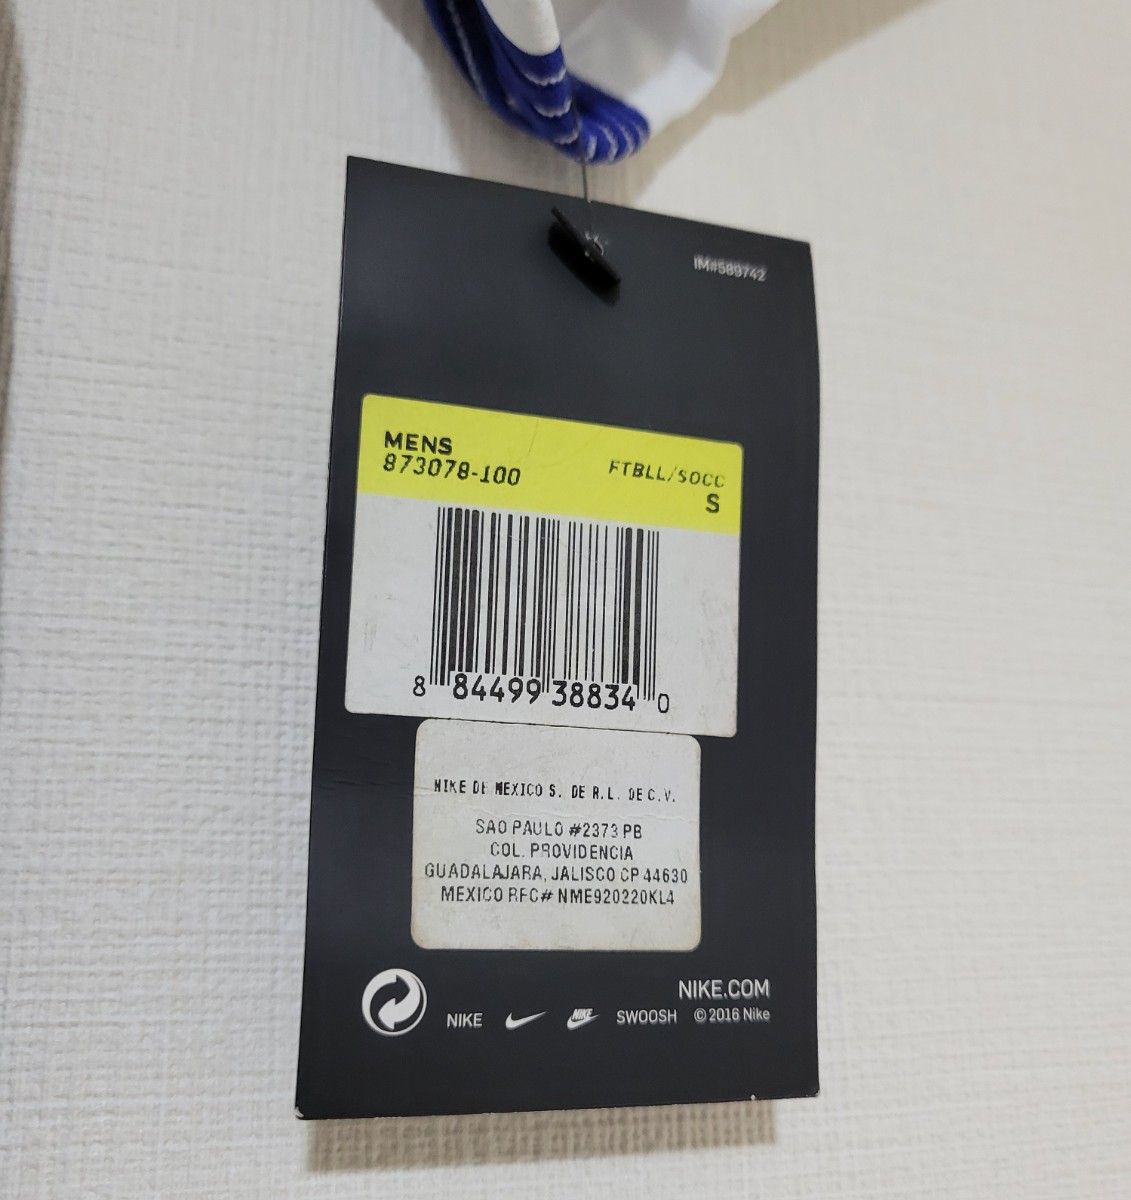 IM#589742
MENS
873078-100
FTBLL/SOCC
S
8 84499 38834 0
NIKE DE MEXICO S. DE R.L. DE C.V.
SAO PAULO #2373 PB
COL. PROVIDENCIA
GUADALAJARA, JALISCO CP 44630
MEXICO RFC# NME920220KL4
NIKE.COM
NIKE NIKE SWOOSH © 2016 Nike